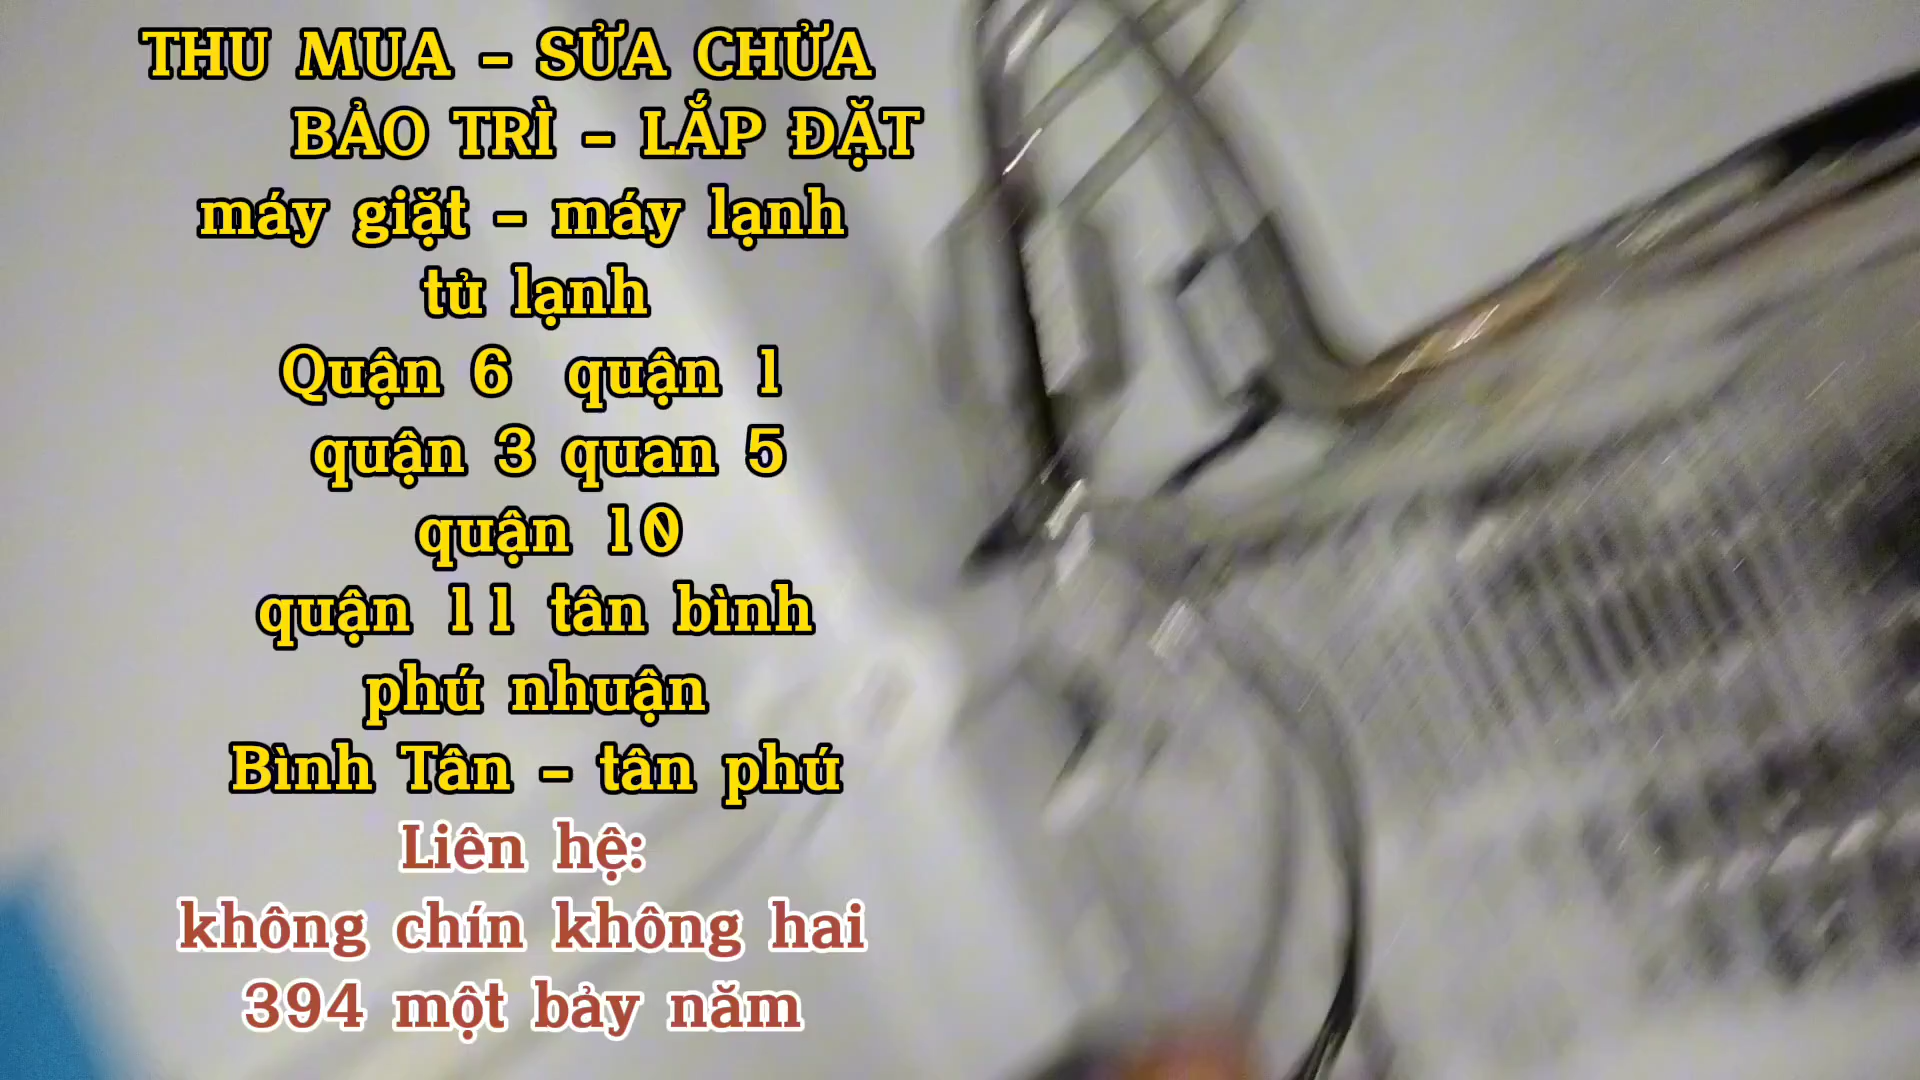 THU MUA - SỬA CHỬA
BẢO TRÌ - LẮP ĐẶT
máy giặt - máy lạnh
tủ lạnh
Quận 6 quận 1
quận 3 quan 5
quận 10
quận 11 tân bình
phú nhuận
Bình Tân - tân phú
Liên hệ:
không chín không hai
394 một bảy năm